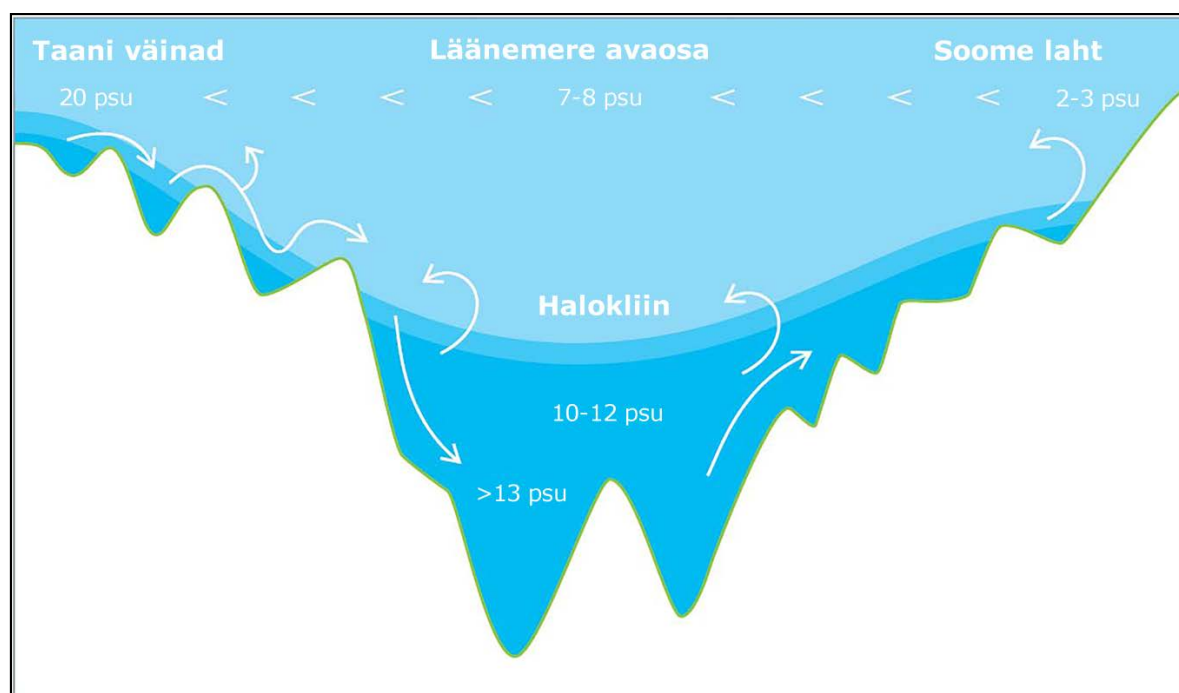 Taani väinad
Läänemere avaosa
Soome laht
20 psu
7-8 psu
2-3 psu
Halokliin
10-12 psu
>13 psu